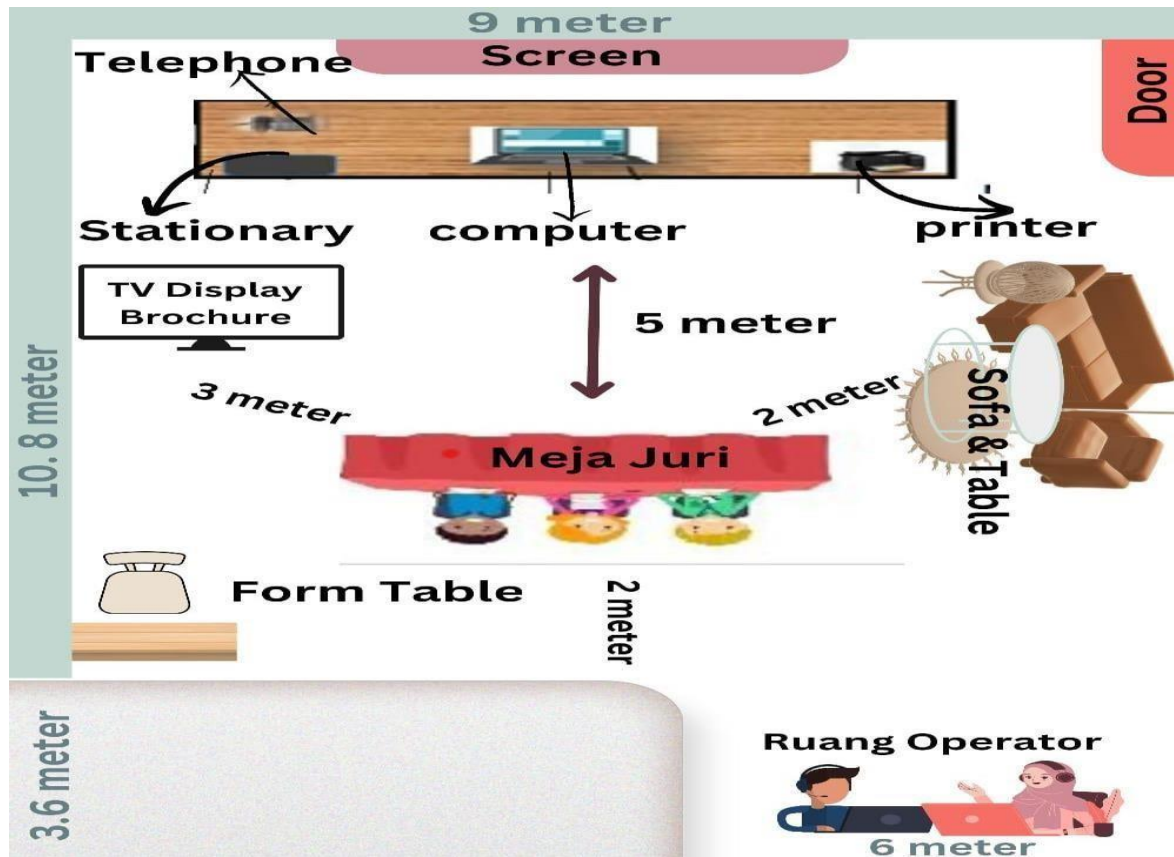 9 meter
Screen
Telephone
Door
Stationary
computer
printer
TV Display
Brochure
5 meter
10. 8 meter
3 meter
2 meter
Sofa & Table
Meja Juri
Form Table
2 meter
3.6 meter
Ruang Operator
6 meter